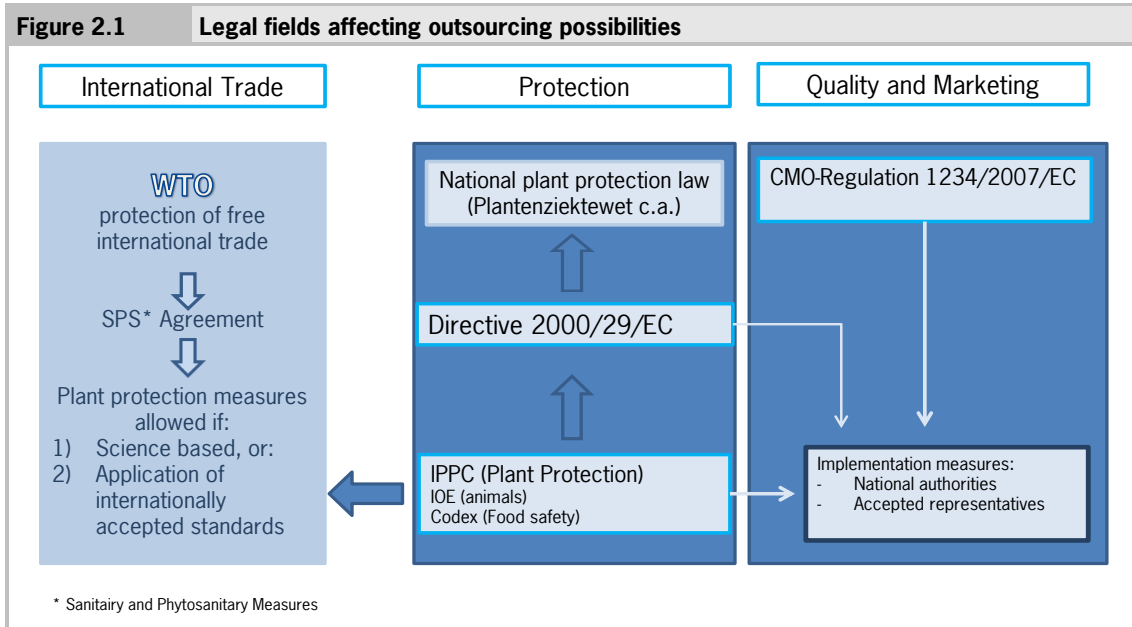 Figure 2.1 Legal fields affecting outsourcing possibilities
International Trade
WTO
protection of free
international trade
SPS* Agreement
Plant protection measures
allowed if:
1) Science based, or:
2) Application of
internationally
accepted standards
Protection
National plant protection law
(Plantenziektewet c.a.)
Directive 2000/29/EC
IPPC (Plant Protection)
IOE (animals)
Codex (Food safety)
Quality and Marketing
CMO-Regulation 1234/2007/EC
Implementation measures:
- National authorities
- Accepted representatives
* Sanitairy and Phytosanitary Measures